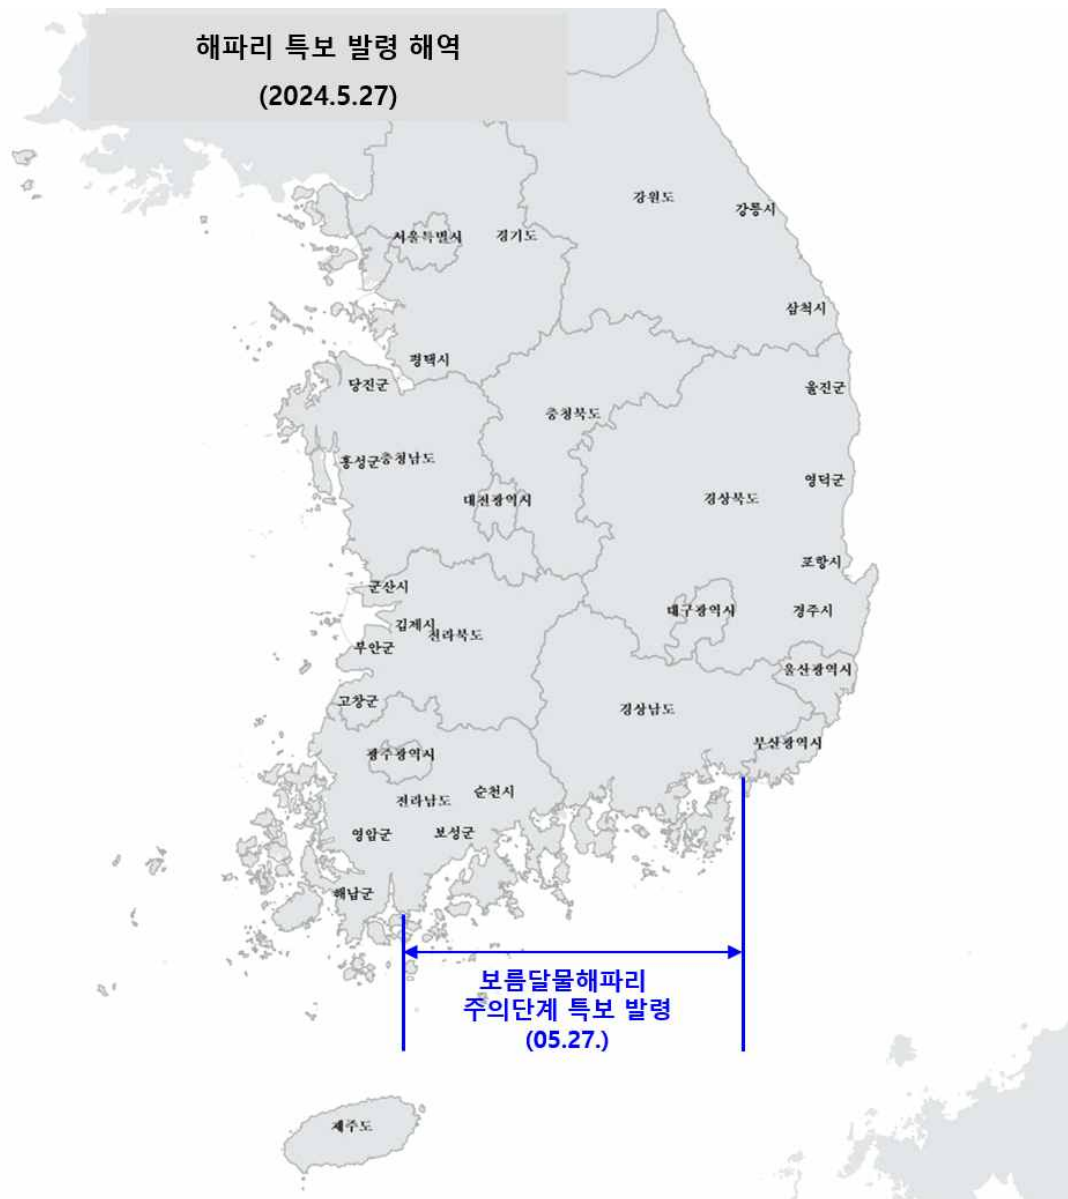 해파리 특보 발령 해역
(2024.5.27)
강원도
강릉시
서울특별시
경기도
삼척시
평택시
당진군
울진군
충청북도
홍성군
충청남도
영덕군
대전광역시
경상북도
포항시
군산시
대구광역시
경주시
김제시
전라북도
부안군
울산광역시
고창군
경상남도
부산광역시
광주광역시
순천시
전라남도
영암군
보성군
해남군
보름달물해파리
주의단계 특보 발령
(05.27.)
제주도